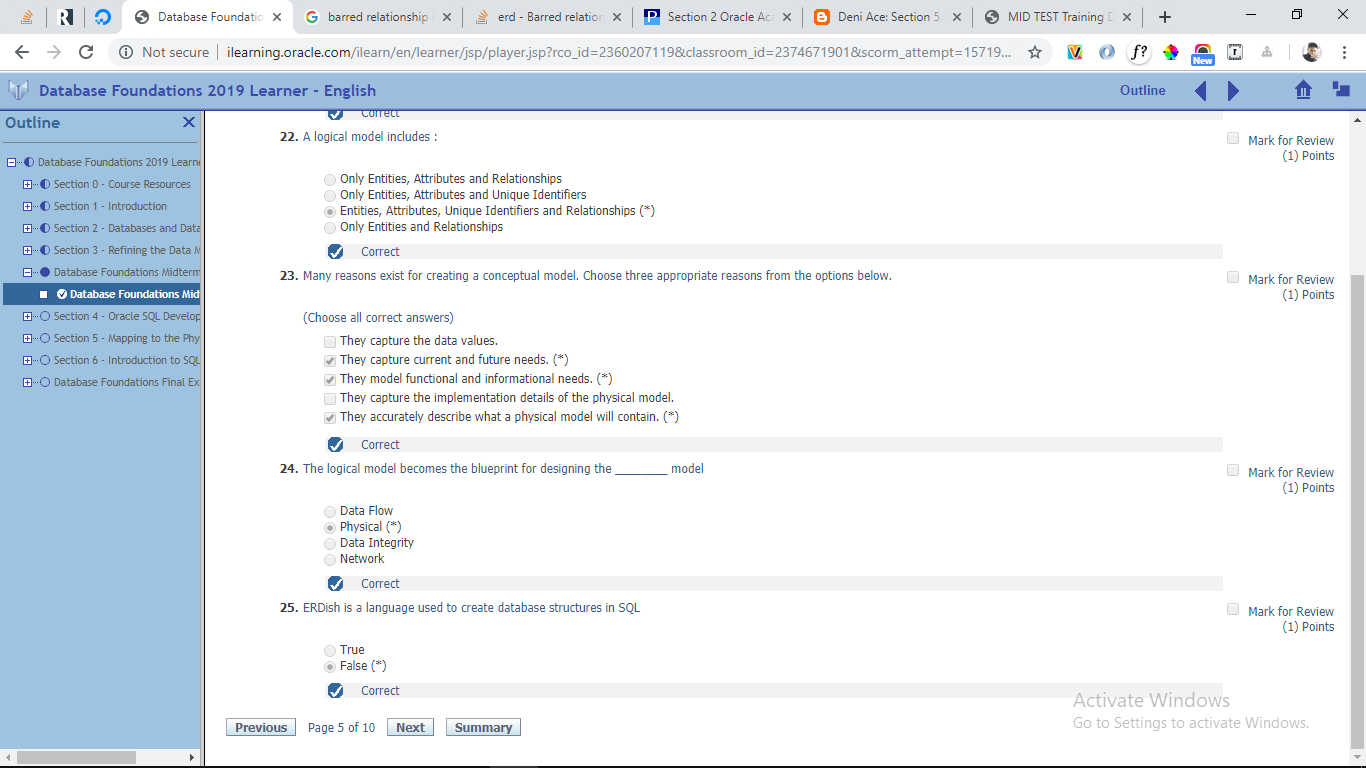 Database Foundatio
barred relationship
erd - Barred relation
Section 2 Oracle Aca
Deni Ace: Section 5
MID TEST Training D
Not secure
ilearning.oracle.com/ilearn/en/learner/jsp/player.jsp?rco_id=2360207119&classroom_id=2374671901&scorm_attempt=15719...
New
Database Foundations 2019 Learner - English
Outline
Outline
Database Foundations 2019 Learne
Section 0 - Course Resources
Section 1 - Introduction
Section 2 - Databases and Data
Section 3 - Refining the Data M
Database Foundations Midterm
Database Foundations Mid
Section 4 - Oracle SQL Develop
Section 5 - Mapping to the Phy
Section 6 - Introduction to SQL
Database Foundations Final Ex
Correct
22. A logical model includes :
Mark for Review
(1) Points
Only Entities, Attributes and Relationships
Only Entities, Attributes and Unique Identifiers
Entities, Attributes, Unique Identifiers and Relationships (*)
Only Entities and Relationships
Correct
23. Many reasons exist for creating a conceptual model. Choose three appropriate reasons from the options below.
Mark for Review
(1) Points
(Choose all correct answers)
They capture the data values.
They capture current and future needs. (*)
They model functional and informational needs. (*)
They capture the implementation details of the physical model.
They accurately describe what a physical model will contain. (*)
Correct
24. The logical model becomes the blueprint for designing the ________ model
Mark for Review
(1) Points
Data Flow
Physical (*)
Data Integrity
Network
Correct
25. ERDish is a language used to create database structures in SQL
Mark for Review
(1) Points
True
False (*)
Correct
Previous Page 5 of 10 Next Summary
Activate Windows
Go to Settings to activate Windows.